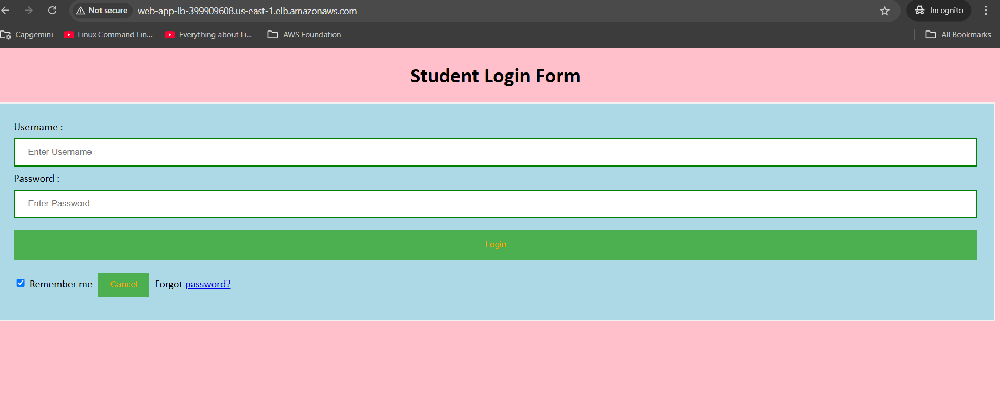 Not secure web-app-lb-399909608.us-east-1.elb.amazonaws.com Incognito
Capgemini Linux Command Lin... Everything about Li... AWS Foundation All Bookmarks
Student Login Form
Username :
Enter Username
Password :
Enter Password
Login
Remember me Cancel Forgot password?